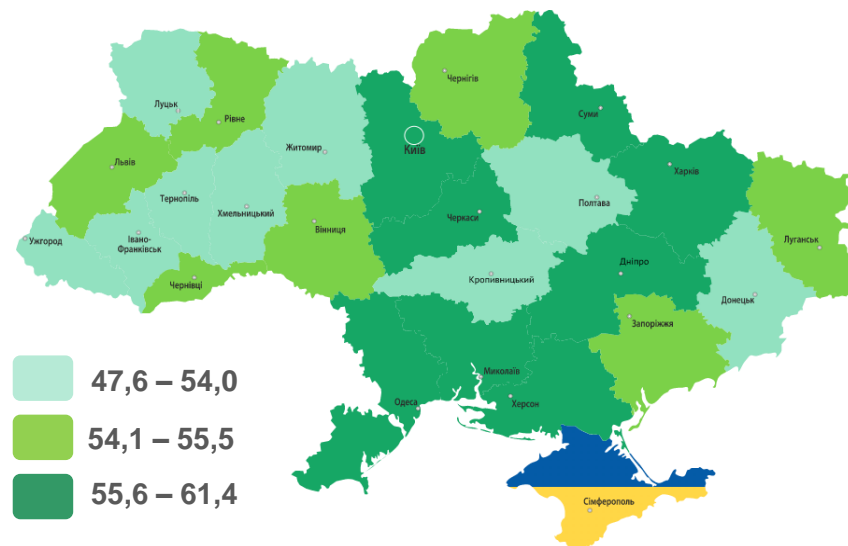 Чернігів
Луцьк
Рівне
Суми
Житомир
Київ
Львів
Харків
Тернопіль
Полтава
Хмельницький
Черкаси
Вінниця
Ужгород
Івано-
Франківськ
Луганськ
Дніпро
Кропивницький
Чернівці
Донецьк
Запоріжжя
47,6 – 54,0
Миколаїв
Одеса
Херсон
54,1 – 55,5
55,6 – 61,4
Сімферополь